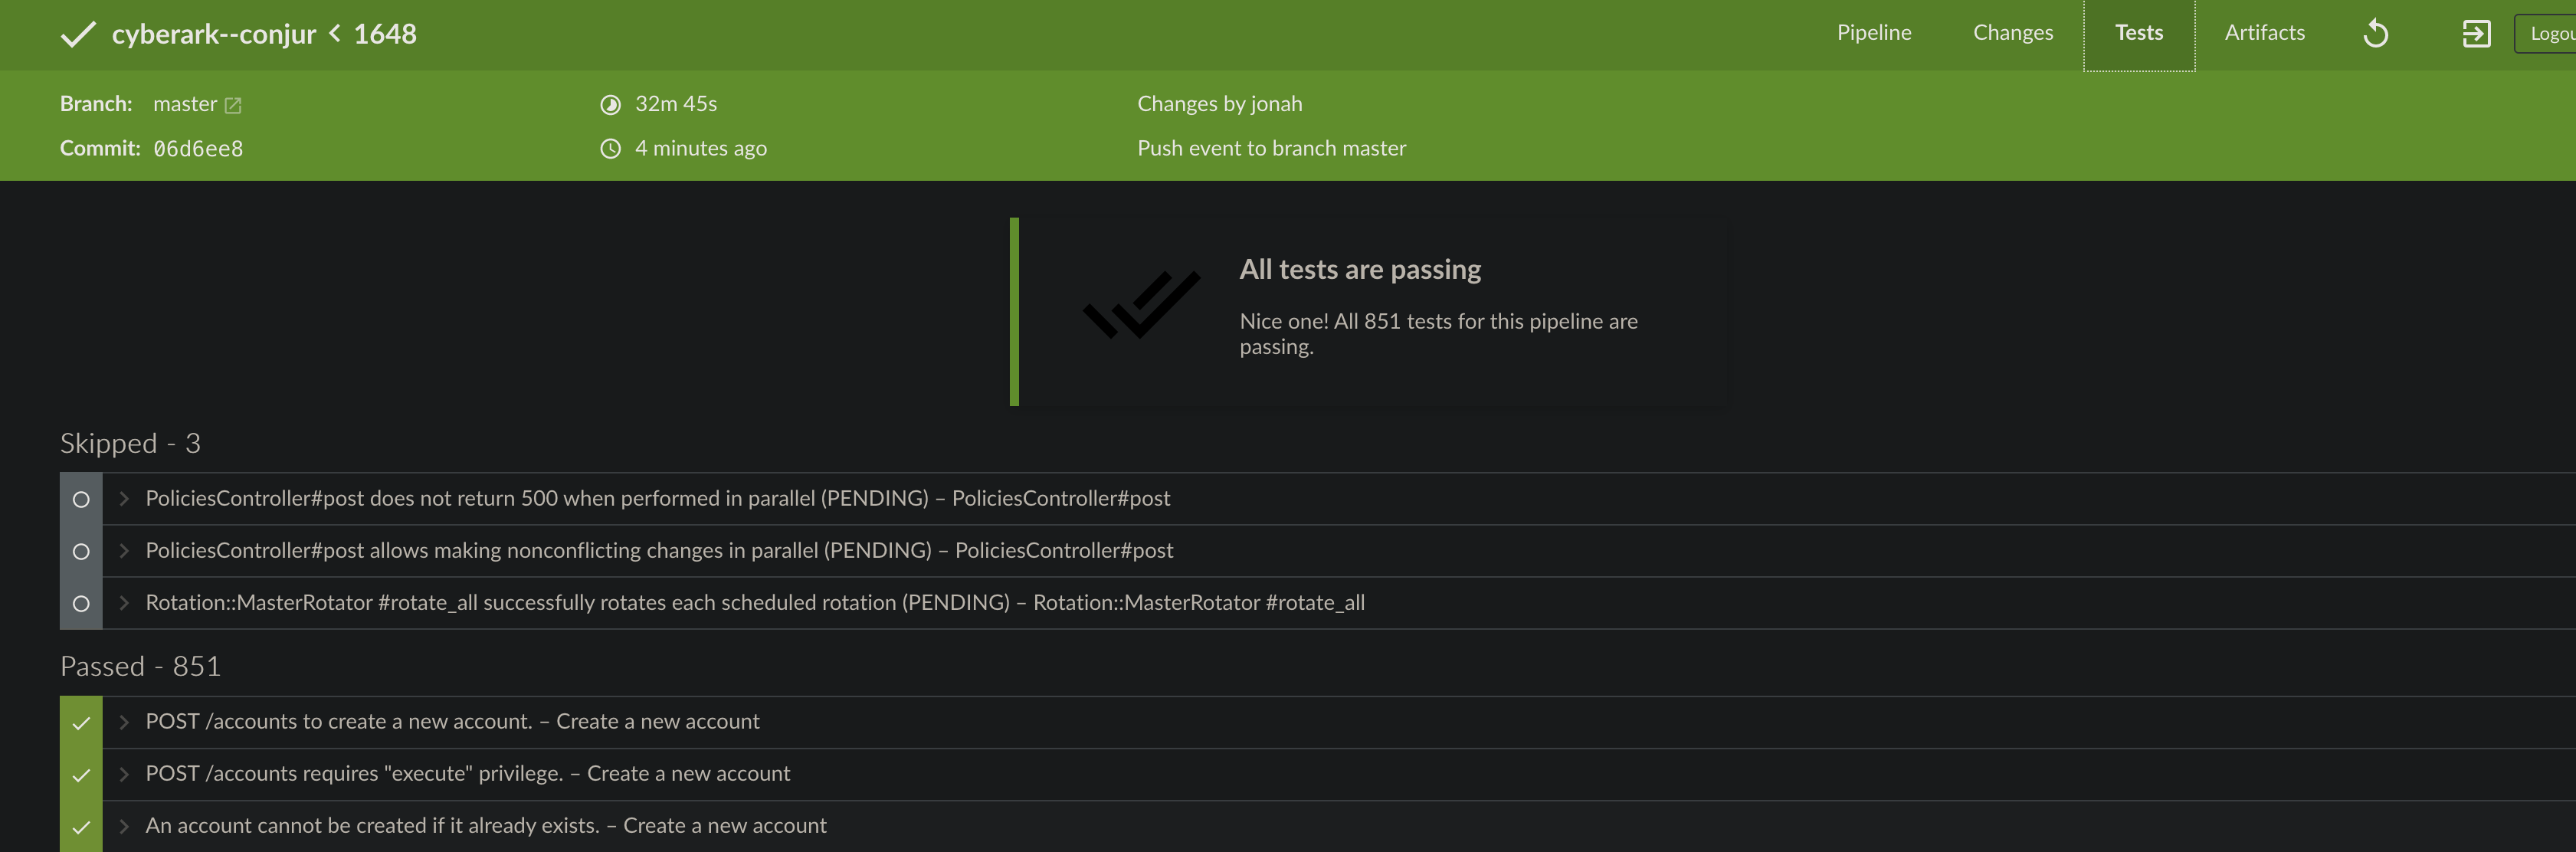 cyberark--conjur < 1648
Pipeline Changes Tests Artifacts Logou
Branch: master 32m 45s Changes by jonah
Commit: 06d6ee8 4 minutes ago Push event to branch master
All tests are passing
Nice one! All 851 tests for this pipeline are
passing.
Skipped - 3
PoliciesController#post does not return 500 when performed in parallel (PENDING) – PoliciesController#post
PoliciesController#post allows making nonconflicting changes in parallel (PENDING) – PoliciesController#post
Rotation::MasterRotator #rotate_all successfully rotates each scheduled rotation (PENDING) – Rotation::MasterRotator #rotate_all
Passed - 851
POST /accounts to create a new account. – Create a new account
POST /accounts requires "execute" privilege. – Create a new account
An account cannot be created if it already exists. – Create a new account